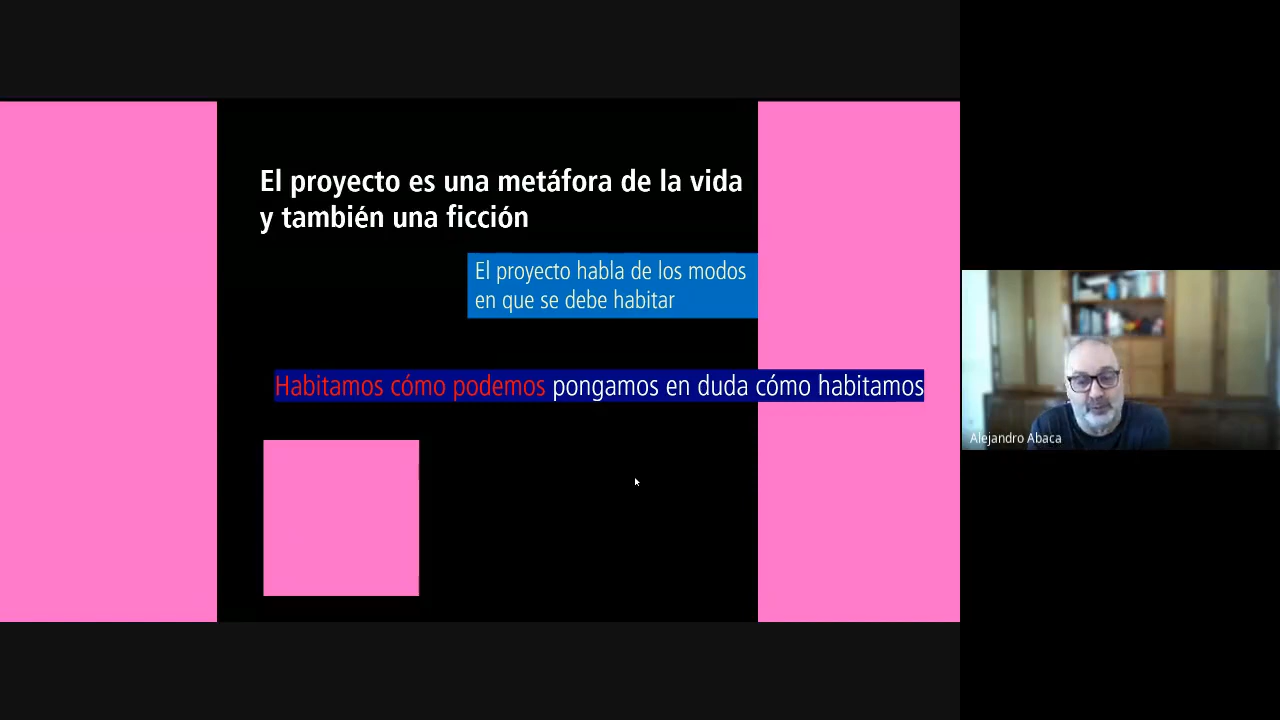 El proyecto es una metáfora de la vida
y también una ficción
El proyecto habla de los modos
en que se debe habitar
Habitamos cómo podemos pongamos en duda cómo habitamos
Alejandro Abaca